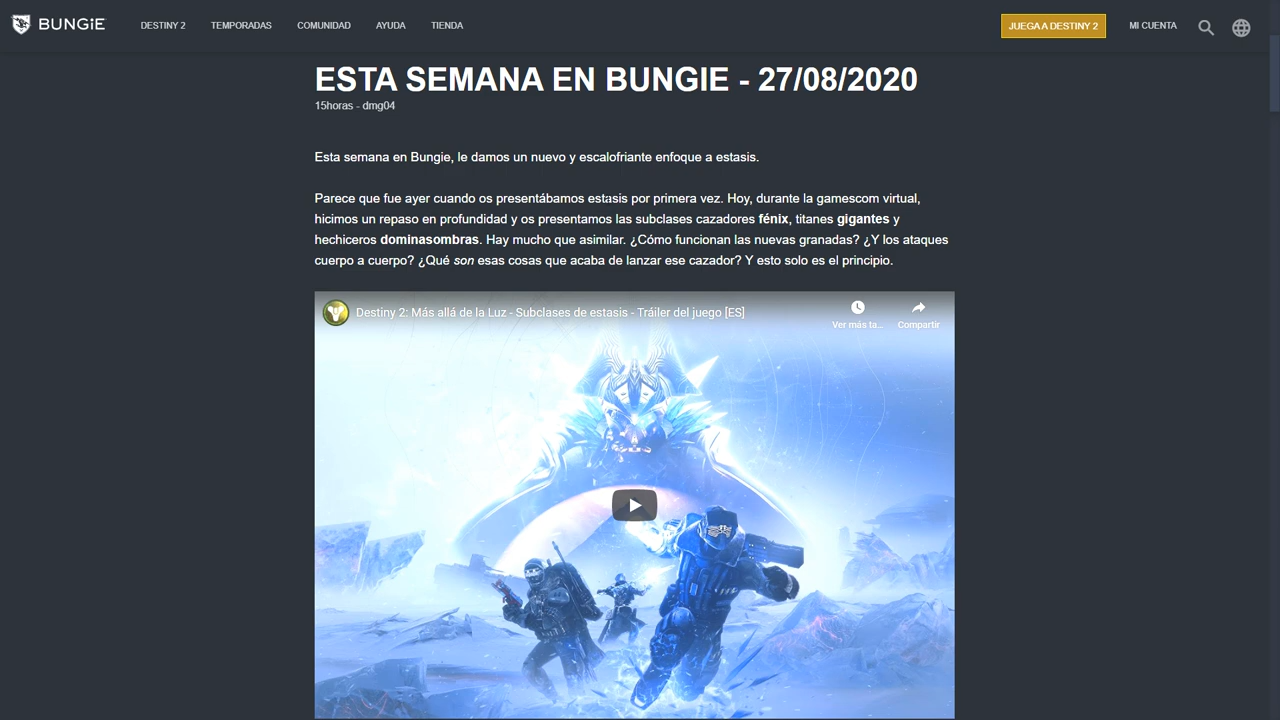 BUNGiE
DESTINY 2
TEMPORADAS
COMUNIDAD
AYUDA
TIENDA
JUEGA A DESTINY 2
MI CUENTA
ESTA SEMANA EN BUNGIE - 27/08/2020
15horas - dmg04
Esta semana en Bungie, le damos un nuevo y escalofriante enfoque a estasis.
Parece que fue ayer cuando os presentábamos estasis por primera vez. Hoy, durante la gamescom virtual,
hicimos un repaso en profundidad y os presentamos las subclases cazadores fénix, titanes gigantes y
hechiceros dominasombras. Hay mucho que asimilar. ¿Cómo funcionan las nuevas granadas? ¿Y los ataques
cuerpo a cuerpo? ¿Qué son esas cosas que acaba de lanzar ese cazador? Y esto solo es el principio.
Destiny 2: Más allá de la Luz - Subclases de estasis - Tráiler del juego [ES]
Ver más ta...
Compartir